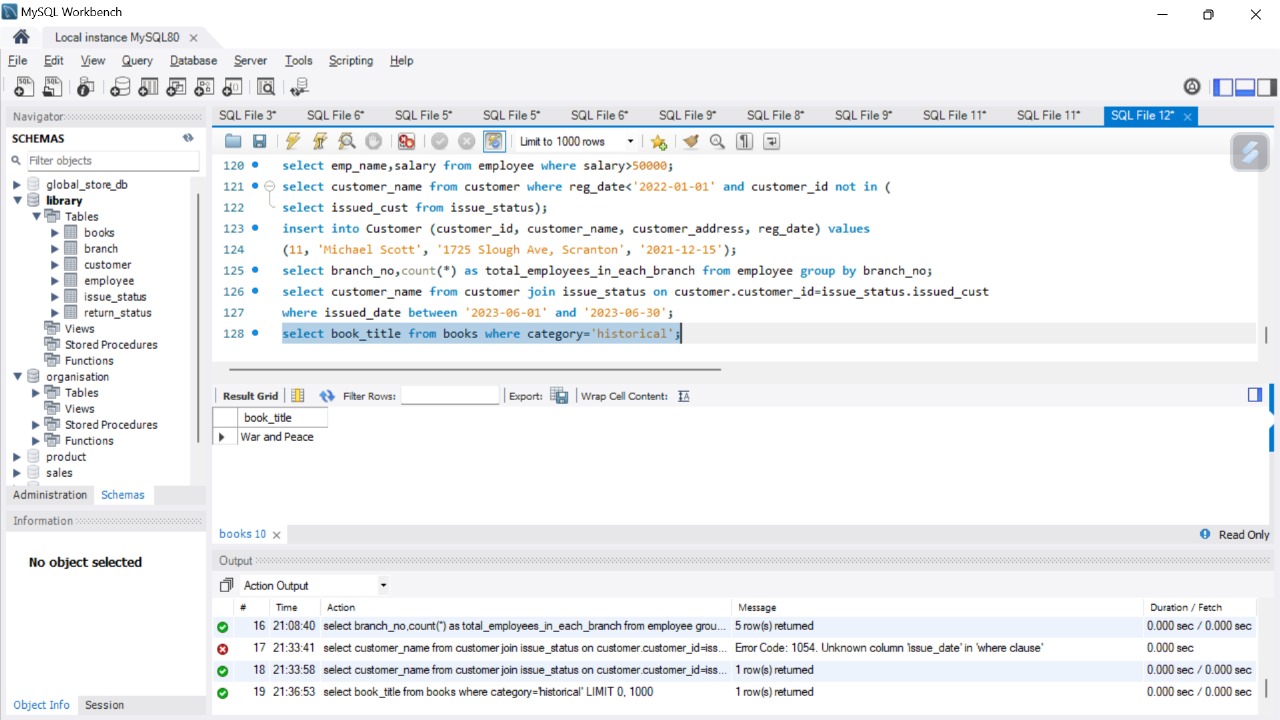 MySQL Workbench
Local instance MySQL80
File Edit View Query Database Server Tools Scripting Help
Navigator
SCHEMAS
Filter objects
global_store_db
library
Tables
books
branch
customer
employee
issue_status
return_status
Views
Stored Procedures
Functions
organisation
Tables
Views
Stored Procedures
Functions
product
sales
Administration Schemas
Information
No object selected
Object Info Session
SQL File 3* SQL File 6* SQL File 5* SQL File 5* SQL File 6* SQL File 9* SQL File 8* SQL File 9* SQL File 11* SQL File 11* SQL File 12*
Limit to 1000 rows
120 select emp_name,salary from employee where salary>50000;
121 select customer_name from customer where reg_date<'2022-01-01' and customer_id not in (
122 select issued_cust from issue_status);
123 insert into Customer (customer_id, customer_name, customer_address, reg_date) values
124 (11, 'Michael Scott', '1725 Slough Ave, Scranton', '2021-12-15');
125 select branch_no,count(*) as total_employees_in_each_branch from employee group by branch_no;
126 select customer_name from customer join issue_status on customer.customer_id=issue_status.issued_cust
127 where issued_date between '2023-06-01' and '2023-06-30';
128 select book_title from books where category='historical';
Result Grid Filter Rows: Export: Wrap Cell Content:
book_title
War and Peace
books 10 Read Only
Output
Action Output
# Time Action Message Duration / Fetch
16 21:08:40 select branch_no,count(*) as total_employees_in_each_branch from employee grou... 5 row(s) returned 0.000 sec / 0.000 sec
17 21:33:41 select customer_name from customer join issue_status on customer.customer_id=iss... Error Code: 1054. Unknown column 'issue_date' in 'where clause' 0.000 sec
18 21:33:58 select customer_name from customer join issue_status on customer.customer_id=iss... 1 row(s) returned 0.000 sec / 0.000 sec
19 21:36:53 select book_title from books where category='historical' LIMIT 0, 1000 1 row(s) returned 0.000 sec / 0.000 sec